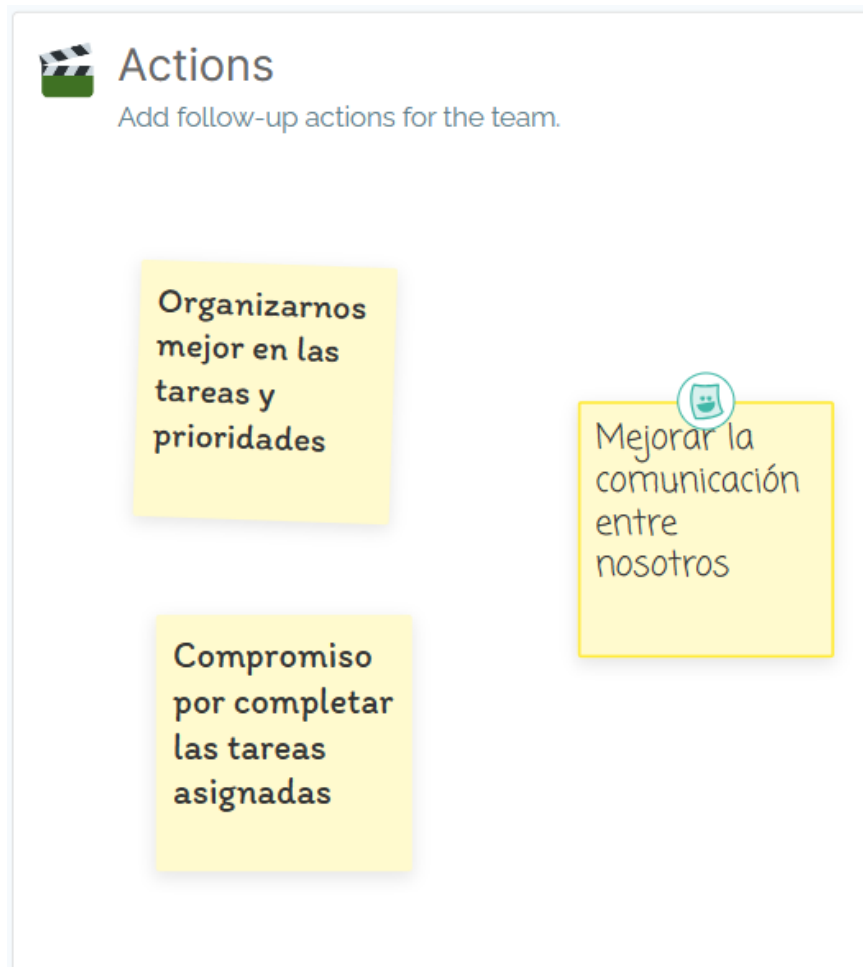 Actions
Add follow-up actions for the team.
Organizarnos
mejor en las
tareas y
prioridades
Mejorar la
comunicación
entre
nosotros
Compromiso
por completar
las tareas
asignadas